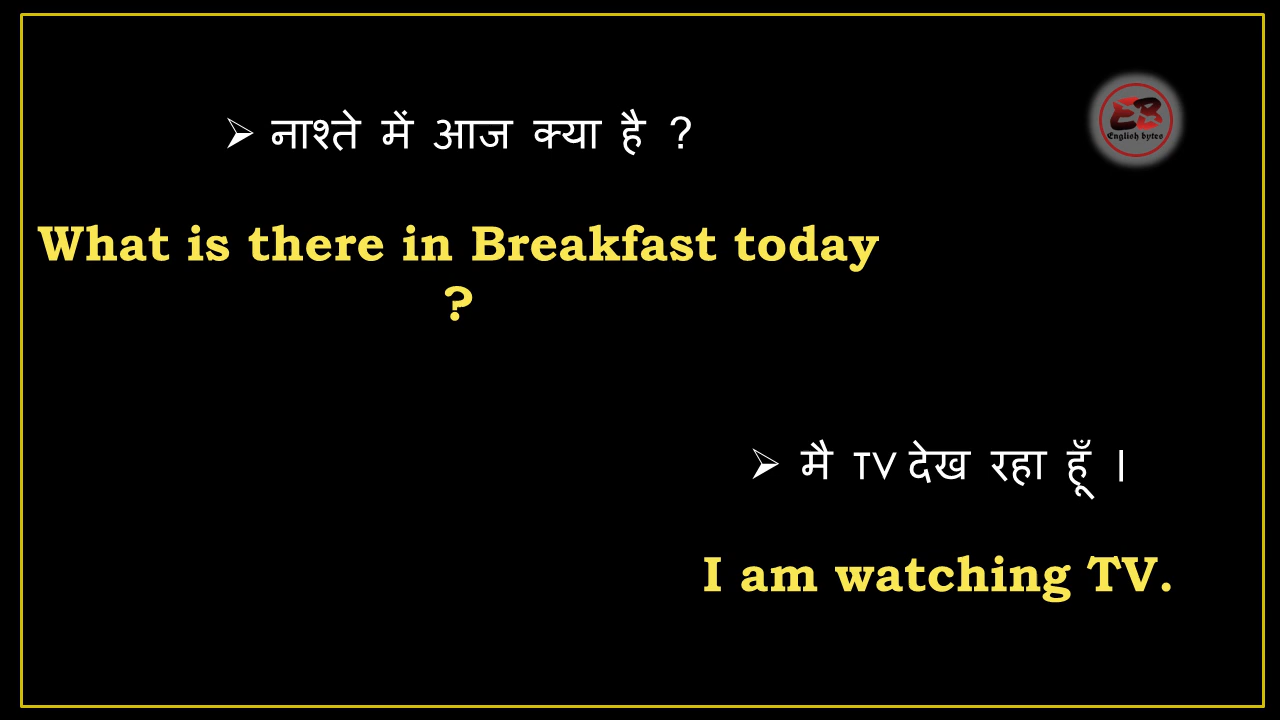 ➢ नाश्ते में आज क्या है ?
EB
English bytes
What is there in Breakfast today
?
➢ मै TV देख रहा हूँ ।
I am watching TV.